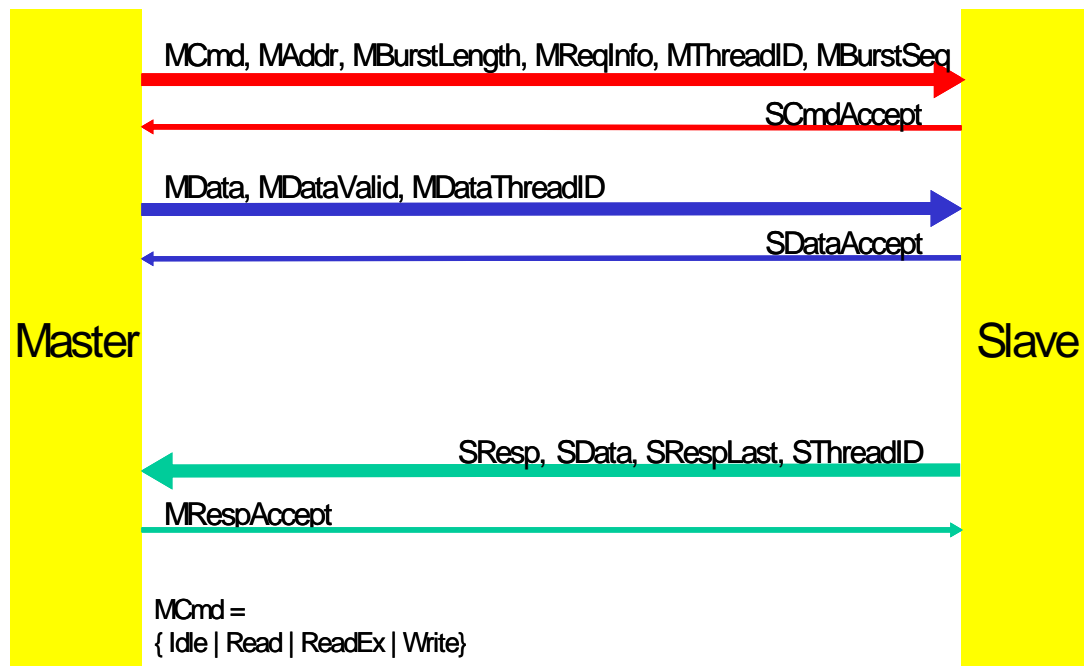 MCmd, MAddr, MBurstLength, MReqInfo, MThreadID, MBurstSeq
SCmdAccept
MData, MDataValid, MDataThreadID
SDataAccept
Master
Slave
SResp, SData, SRespLast, SThreadID
MRespAccept
MCmd =
{ Idle | Read | ReadEx | Write}